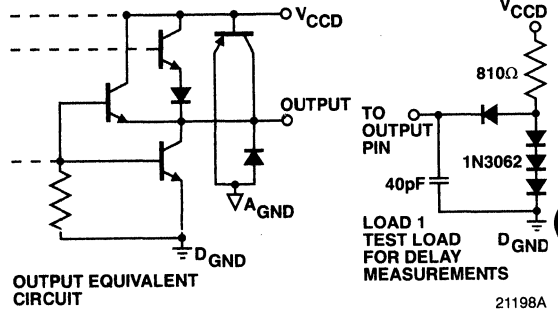 VCCD
OUTPUT
AGND
DGND
OUTPUT EQUIVALENT
CIRCUIT
VCCD
810Ω
TO
OUTPUT
PIN
1N3062
40pF
DGND
LOAD 1
TEST LOAD
FOR DELAY
MEASUREMENTS
21198A